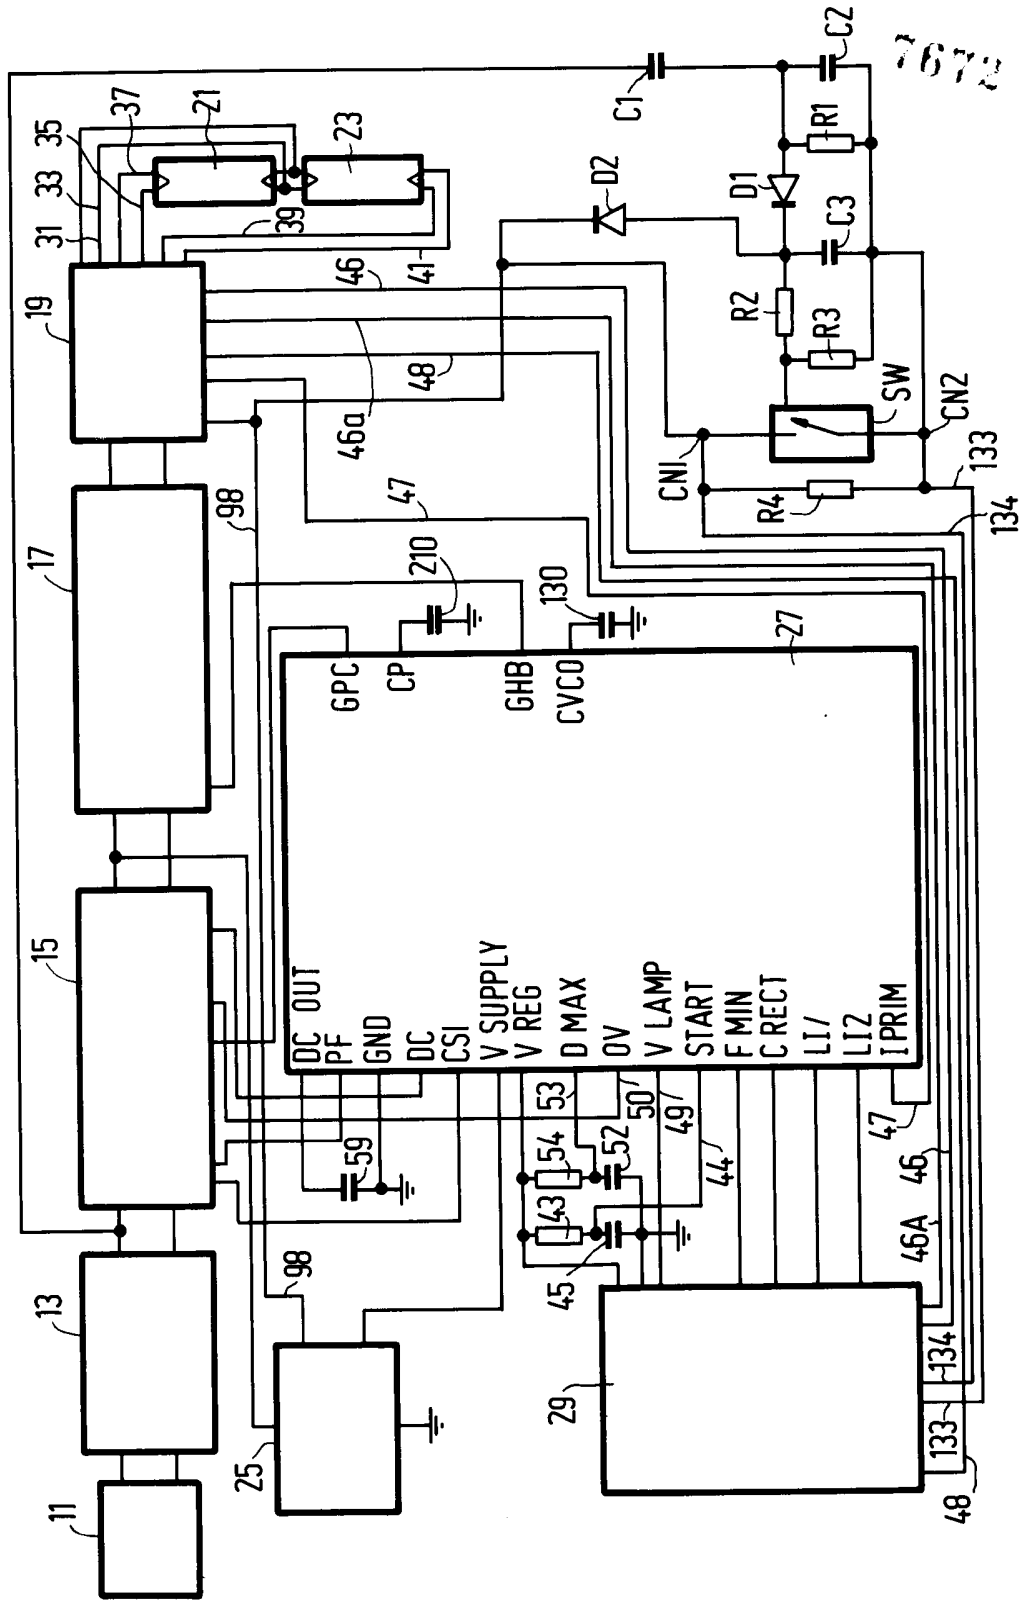 7672
11
13
15
17
19
31
33
35
37
21
23
39
41
98
46
46a
48
47
C1
C2
D2
D1
R1
C3
R2
R3
SW
CN1
CN2
R4
133
134
210
130
27
GPC
CP
GHB
CVCO
DC OUT
PF
GND
DC
CSI
V SUPPLY
V REG
D MAX
OV
V LAMP
START
F MIN
C RECT
LI/
LI2
I PRIM
59
53
54
43
52
50
49
44
45
47
46
46A
98
25
29
134
133
48